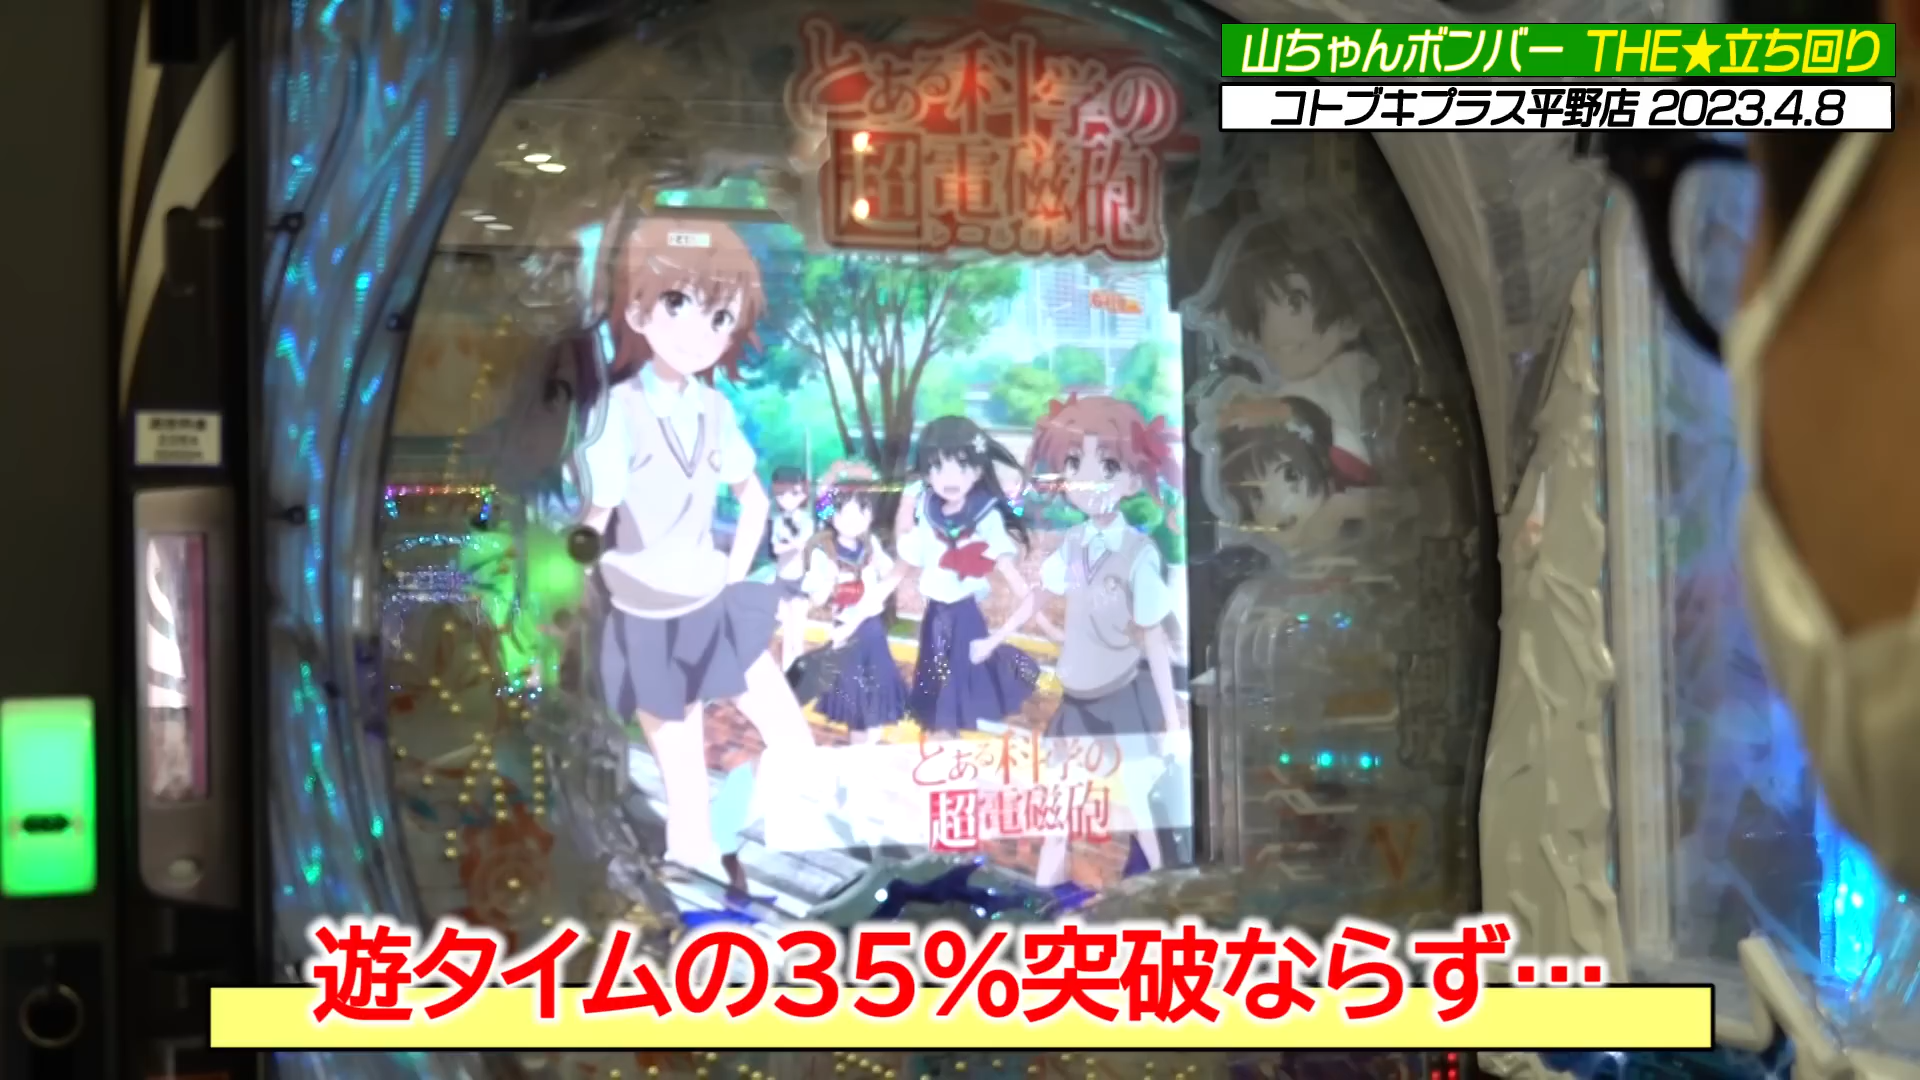 山ちゃんボンバー THE★立ち回り
コトブキプラス平野店 2023.4.8
とある科学の
超電磁砲
とある科学の
超電磁砲
V
遊タイムの35%突破ならず…